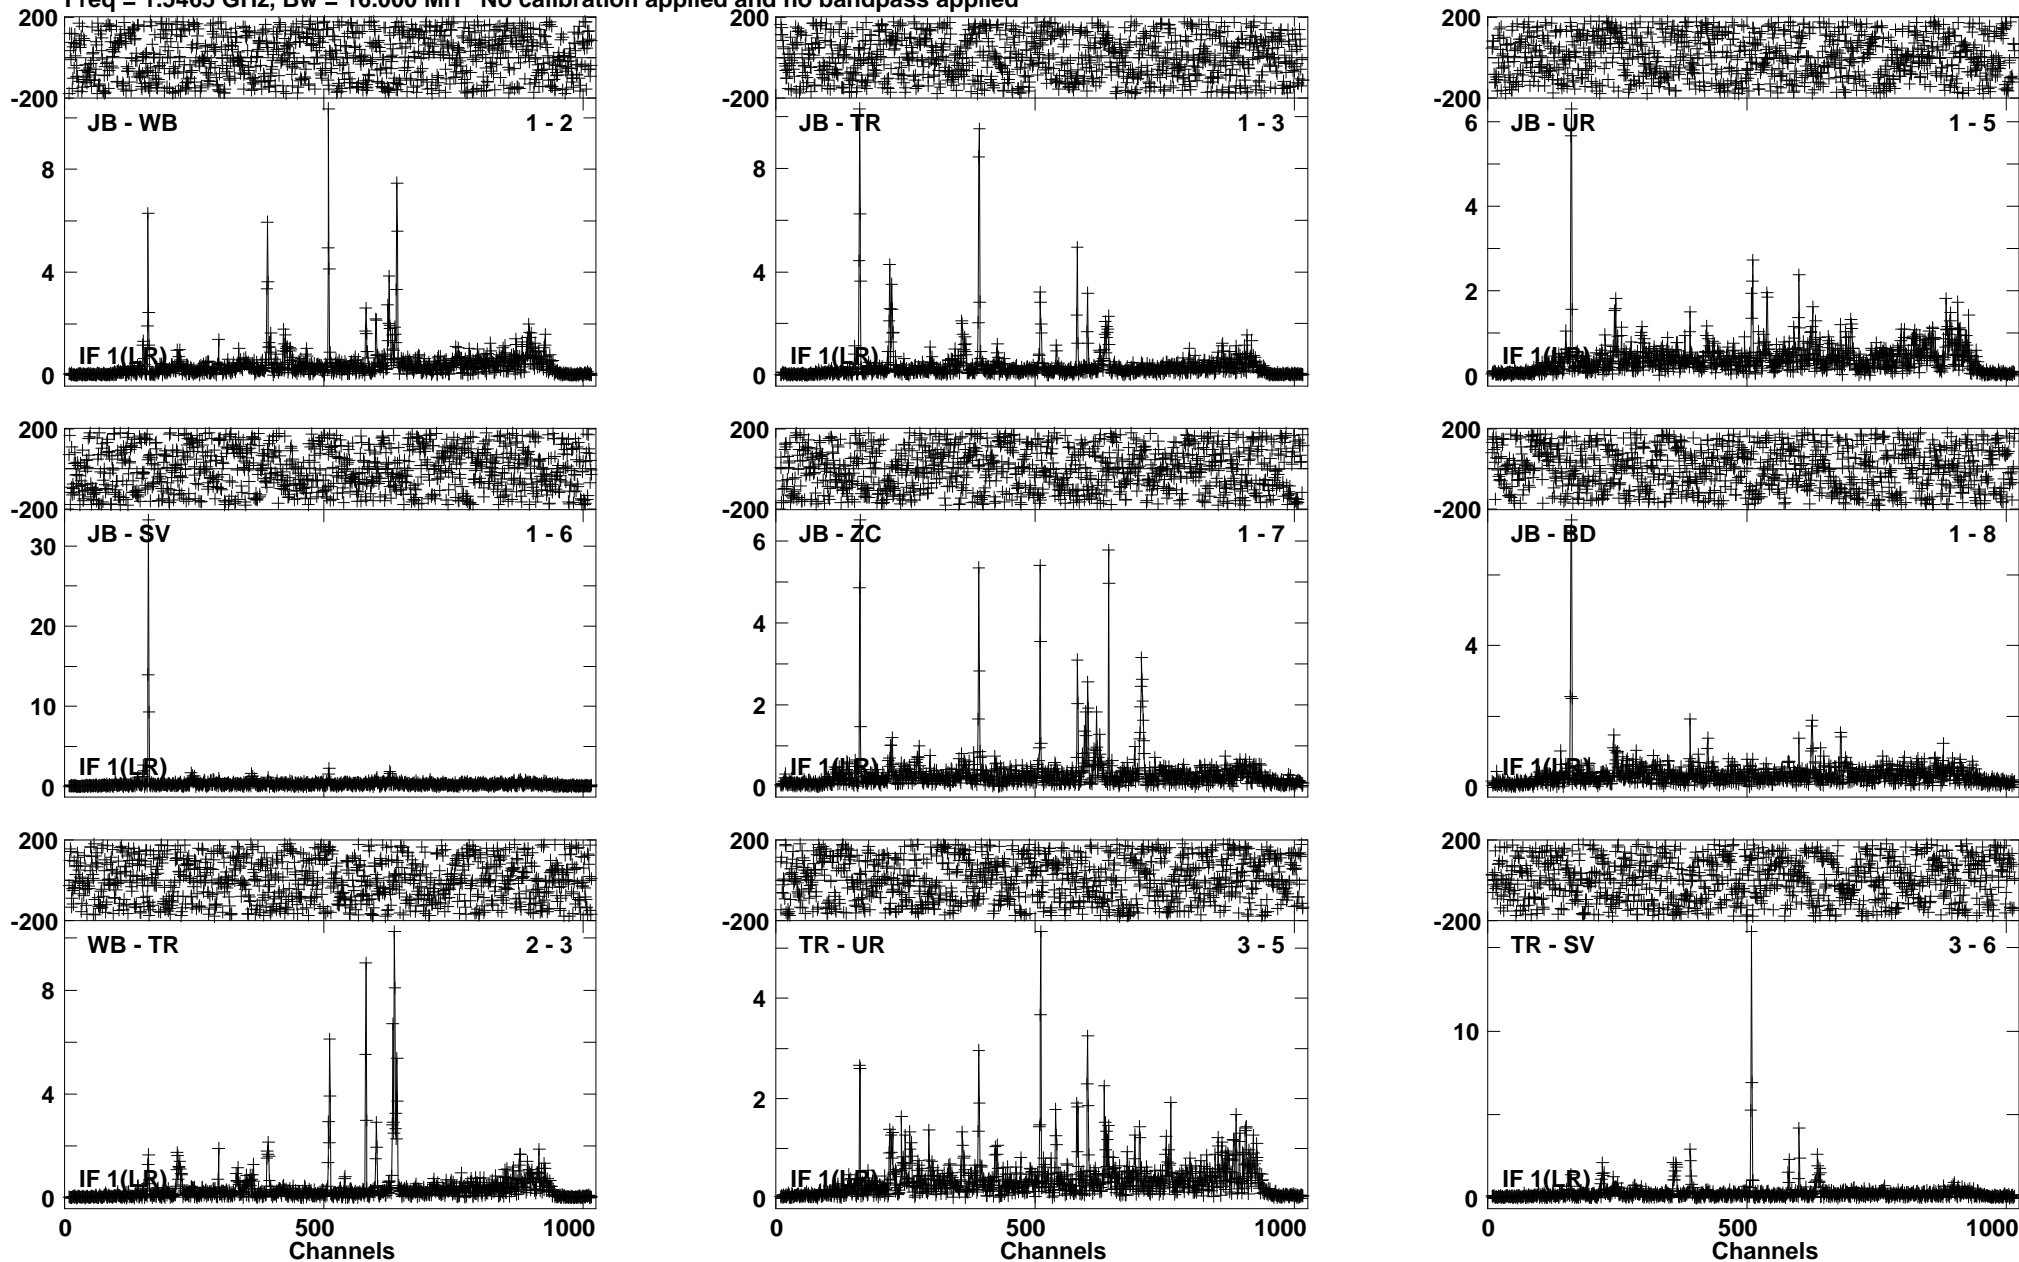 Freq = 1.5465 GHz, Bw = 16.000 MH No calibration applied and no bandpass applied
200 200 200
-200 -200 -200
JB - WB 1 - 2 JB - TR 1 - 3 JB - UR 1 - 5
8 8 6
4 4 4
2
IF 1(LR) IF 1(LR) IF 1(LR)
0 0 0
200 200 200
-200 -200 -200
JB - SV 1 - 6 JB - ZC 1 - 7 JB - BD 1 - 8
30 6
20 4 4
10 2
IF 1(LR) IF 1(LR) IF 1(LR)
0 0 0
200 200 200
-200 -200 -200
WB - TR 2 - 3 TR - UR 3 - 5 TR - SV 3 - 6
8 4 10
4 2
IF 1(LR) IF 1(LR) IF 1(LR)
0 0 0
0 500 1000 0 500 1000 0 500 1000
Channels Channels Channels